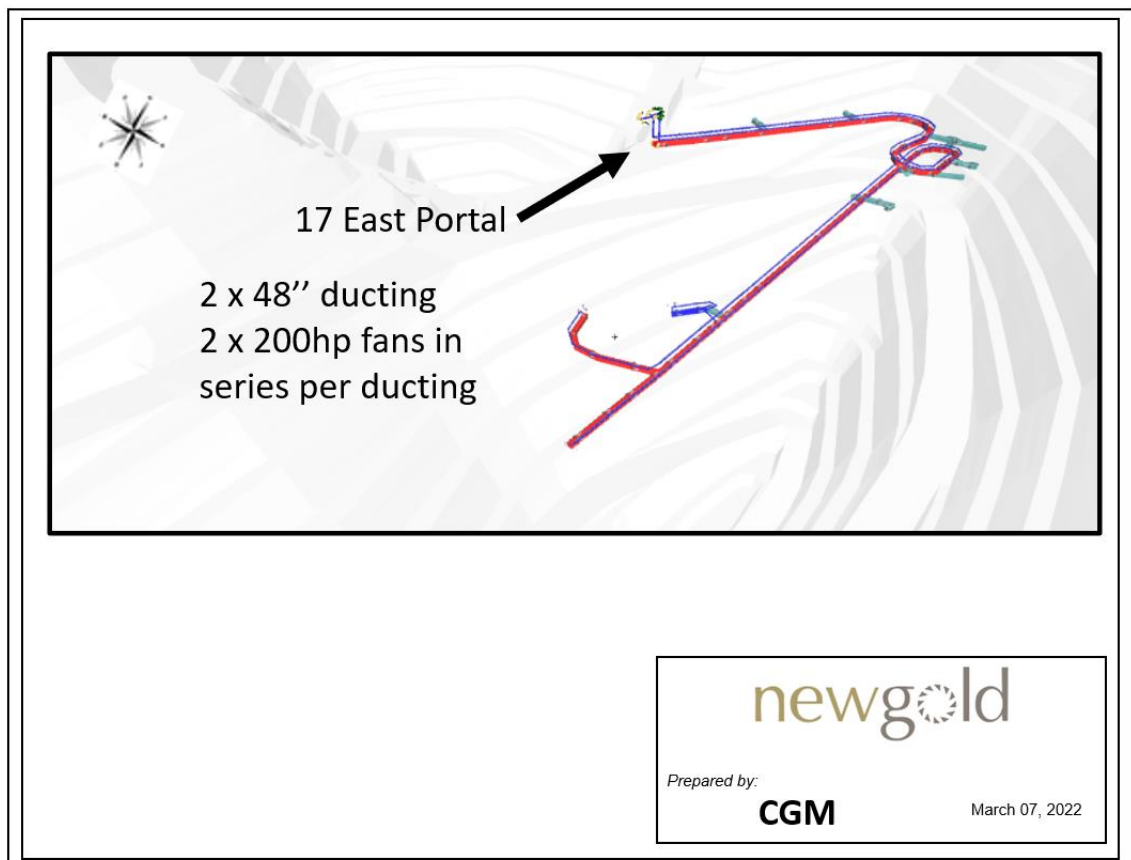 17 East Portal
2 x 48’’ ducting
2 x 200hp fans in
series per ducting
newgold
Prepared by:
CGM
March 07, 2022